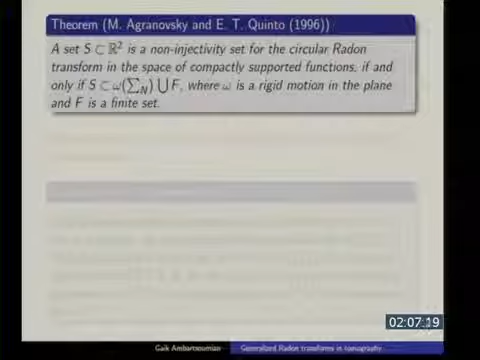 Theorem (M. Agranovsky and E. T. Quinto (1996))
A set S ⊂ ℝ² is a non-injectivity set for the circular Radon
transform in the space of compactly supported functions, if and
only if S ⊂ ω(∑_N) ⋃ F, where ω is a rigid motion in the plane
and F is a finite set.
02:07:19
Gaik Ambartsoumian Generalized Radon transforms in tomography